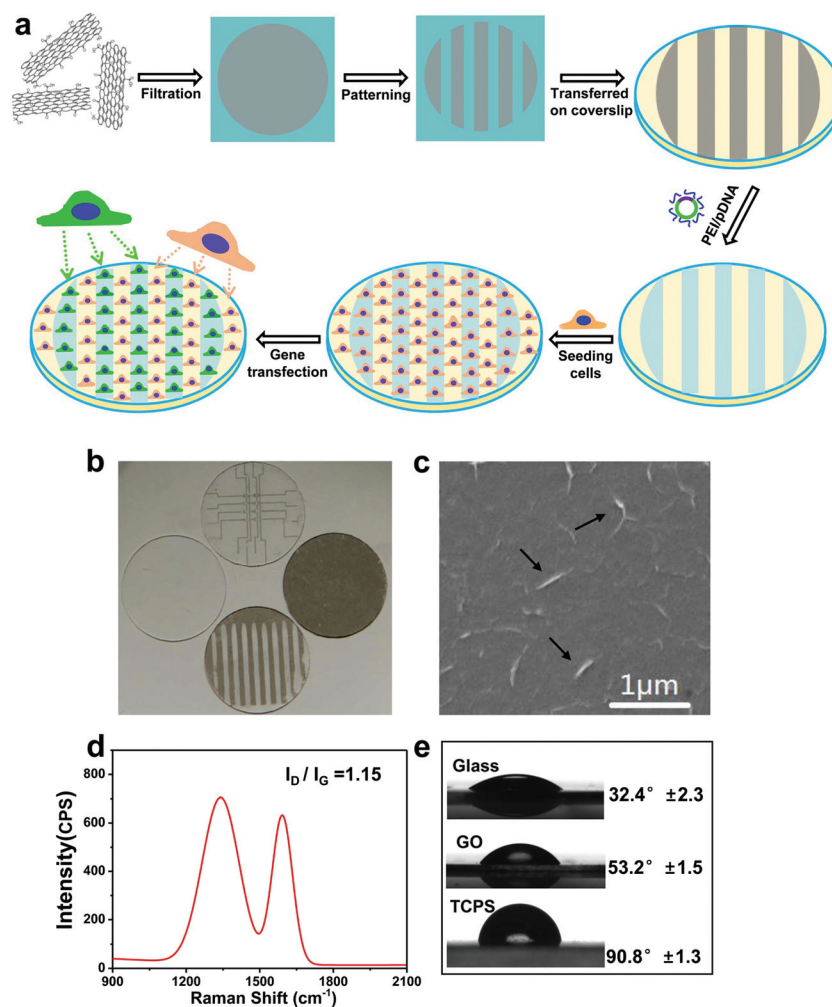 a
Filtration
Patterning
Transferred
on coverslip
PEI/pDNA
Seeding
cells
Gene
transfection
b
c
1μm
d
I_D / I_G =1.15
Intensity(CPS)
800
600
400
200
0
900
1200
1500
1800
2100
Raman Shift (cm⁻¹)
e
Glass
32.4° ±2.3
GO
53.2° ±1.5
TCPS
90.8° ±1.3